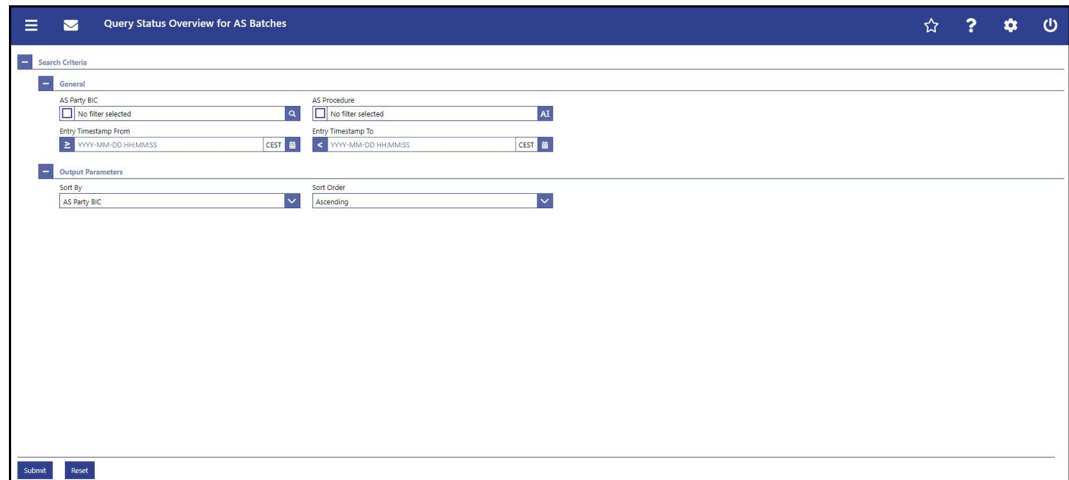 Query Status Overview for AS Batches
Search Criteria
General
AS Party BIC
AS Procedure
No filter selected
No filter selected
Entry Timestamp From
Entry Timestamp To
≥ YYYY-MM-DD HH:MM:SS CEST
< YYYY-MM-DD HH:MM:SS CEST
Output Parameters
Sort By
Sort Order
AS Party BIC
Ascending
Submit
Reset